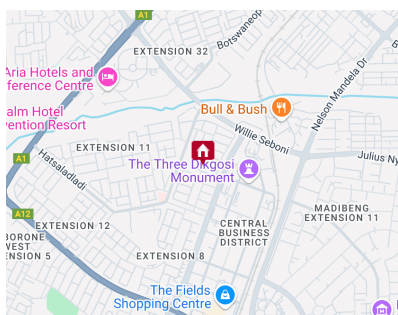 A1
Botswaneop
EXTENSION 32
Aria Hotels and
ference Centre
Nelson Mandela Dr
Bull & Bush
alm Hotel
vention Resort
Willie Seboni
EXTENSION 11
A1
Hatsaladladi
Julius Ny
The Three Dikgosi
Monument
A12
MADIBENG
EXTENSION 11
EXTENSION 12
CENTRAL
BUSINESS
DISTRICT
BORONE
WEST
ENSION 5
EXTENSION 8
The Fields
Shopping Centre